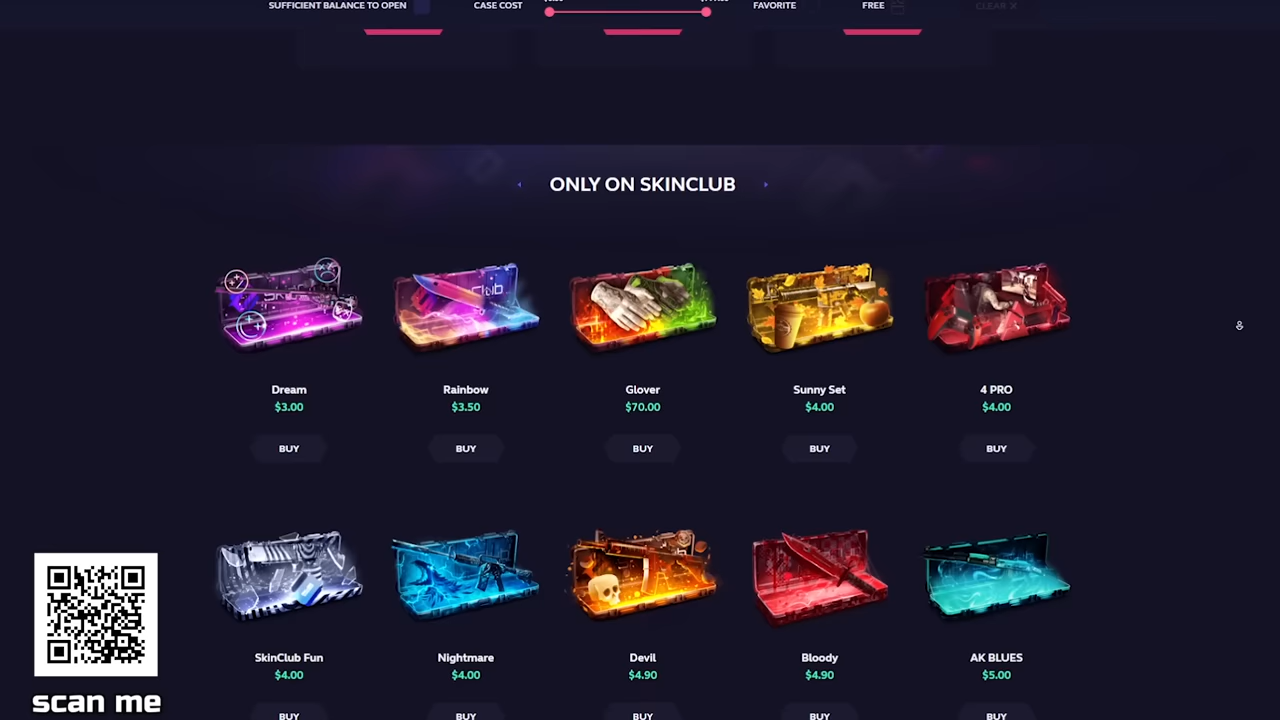 SUFFICIENT BALANCE TO OPEN CASE COST FAVORITE FREE CLEAR X
ONLY ON SKINCLUB
Dream Rainbow Glover Sunny Set 4 PRO
$3.00 $3.50 $70.00 $4.00 $4.00
BUY BUY BUY BUY BUY
SkinClub Fun Nightmare Devil Bloody AK BLUES
$4.00 $4.00 $4.90 $4.90 $5.00
scan me
BUY BUY BUY BUY BUY